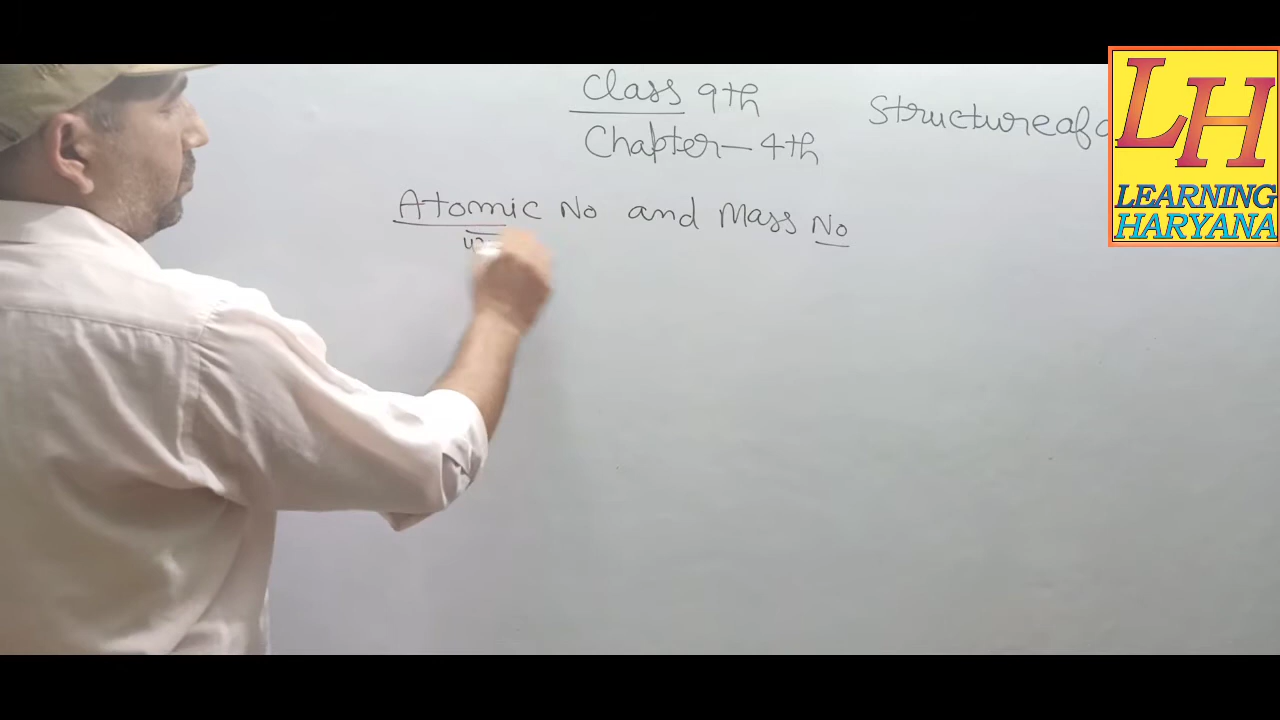 Class 9th
Chapter-4th
Structure of a
Atomic No and Mass No
LH
LEARNING
HARYANA